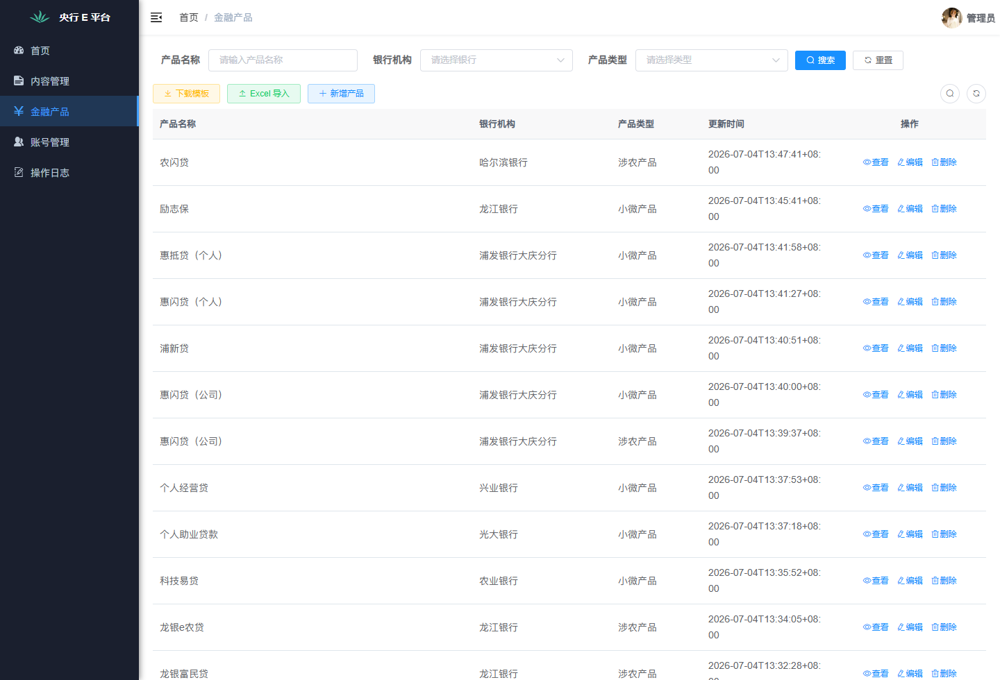 央行 E 平台
首页
内容管理
金融产品
账号管理
操作日志
首页 / 金融产品
管理员
产品名称 请输入产品名称 银行机构 请选择银行 产品类型 请选择类型 搜索 重置
下载模板 Excel 导入 新增产品
产品名称 银行机构 产品类型 更新时间 操作
农闪贷 哈尔滨银行 涉农产品 2026-07-04T13:47:41+08:
00 查看 编辑 删除
励志保 龙江银行 小微产品 2026-07-04T13:45:41+08:
00 查看 编辑 删除
惠抵贷（个人） 浦发银行大庆分行 小微产品 2026-07-04T13:41:58+08:
00 查看 编辑 删除
惠闪贷（个人） 浦发银行大庆分行 小微产品 2026-07-04T13:41:27+08:
00 查看 编辑 删除
浦新贷 浦发银行大庆分行 小微产品 2026-07-04T13:40:51+08:
00 查看 编辑 删除
惠闪贷（公司） 浦发银行大庆分行 小微产品 2026-07-04T13:40:00+08:
00 查看 编辑 删除
惠闪贷（公司） 浦发银行大庆分行 涉农产品 2026-07-04T13:39:37+08:
00 查看 编辑 删除
个人经营贷 兴业银行 小微产品 2026-07-04T13:37:53+08:
00 查看 编辑 删除
个人助业贷款 光大银行 小微产品 2026-07-04T13:37:18+08:
00 查看 编辑 删除
科技易贷 农业银行 小微产品 2026-07-04T13:35:52+08:
00 查看 编辑 删除
龙银e农贷 龙江银行 涉农产品 2026-07-04T13:34:05+08:
00 查看 编辑 删除
龙银富民贷 龙江银行 涉农产品 2026-07-04T13:32:28+08:
查看 编辑 删除